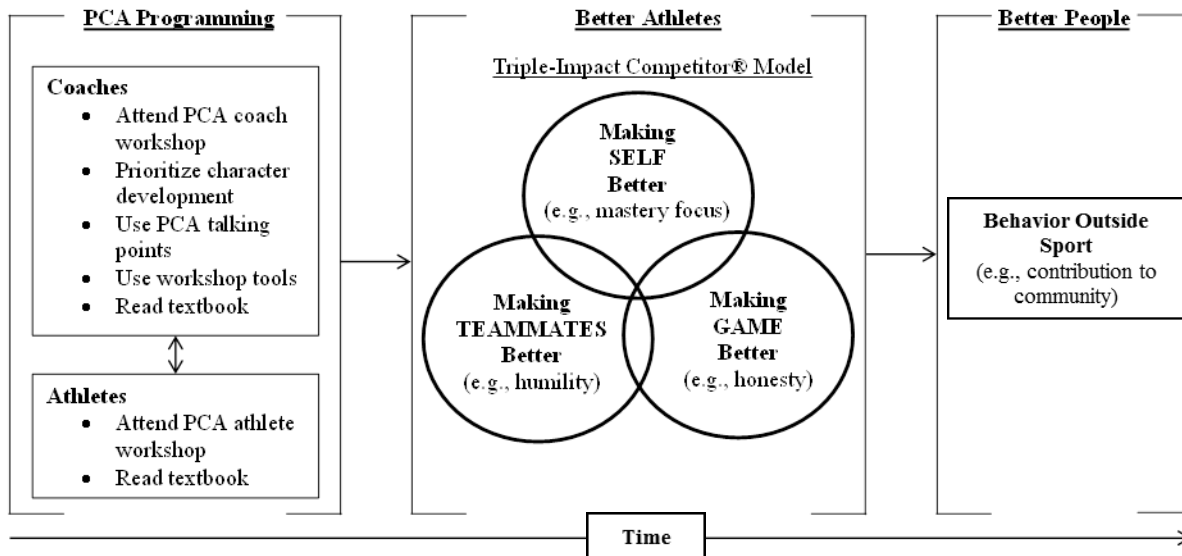 PCA Programming
Coaches
• Attend PCA coach
workshop
• Prioritize character
development
• Use PCA talking
points
• Use workshop tools
• Read textbook
Athletes
• Attend PCA athlete
workshop
• Read textbook
Better Athletes
Triple-Impact Competitor® Model
Making
SELF
Better
(e.g., mastery focus)
Making
TEAMMATES
Better
(e.g., humility)
Making
GAME
Better
(e.g., honesty)
Better People
Behavior Outside
Sport
(e.g., contribution to
community)
Time